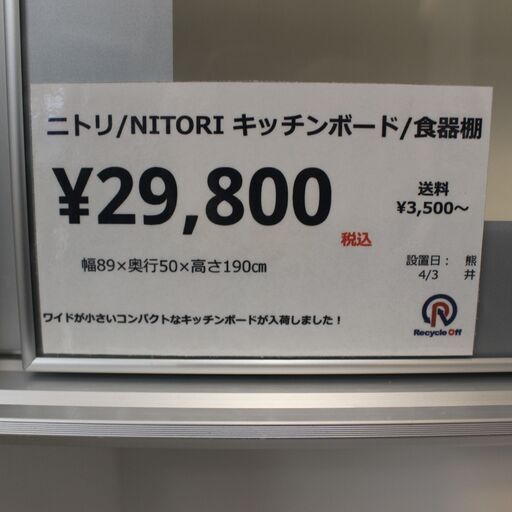 ニトリ/NITORI キッチンボード/食器棚
¥29,800
税込
送料
¥3,500～
幅89×奥行50×高さ190㎝
設置日： 熊
4/3 井
ワイドが小さいコンパクトなキッチンボードが入荷しました！
Recycle Off